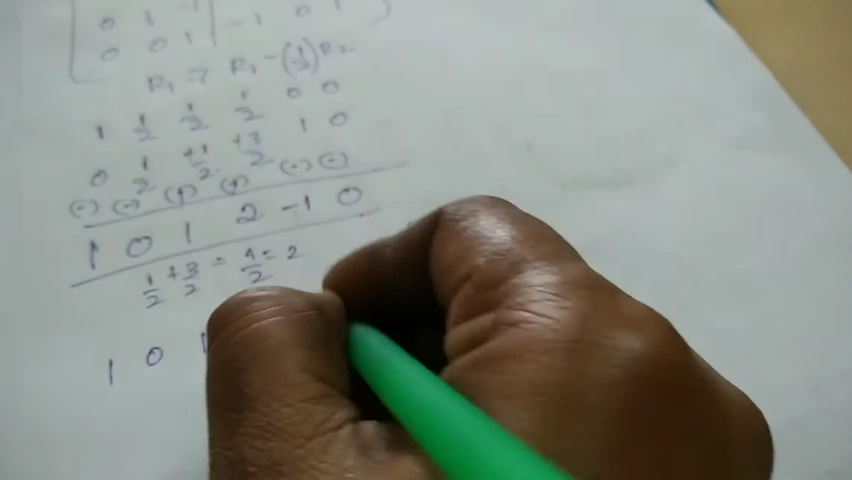 0 1 -1 | -1 0 1
0 0 1
R1 => R1 - (1/2) R2
1 1/2 1/2 1/2 0 0
0 1/2 +1/2 +3/2 1 0
(-) (-) (+) (+) (-) (-)
1 0 1 2 -1 0
1/2 + 3/2 = 4/2 = 2
1 0 1